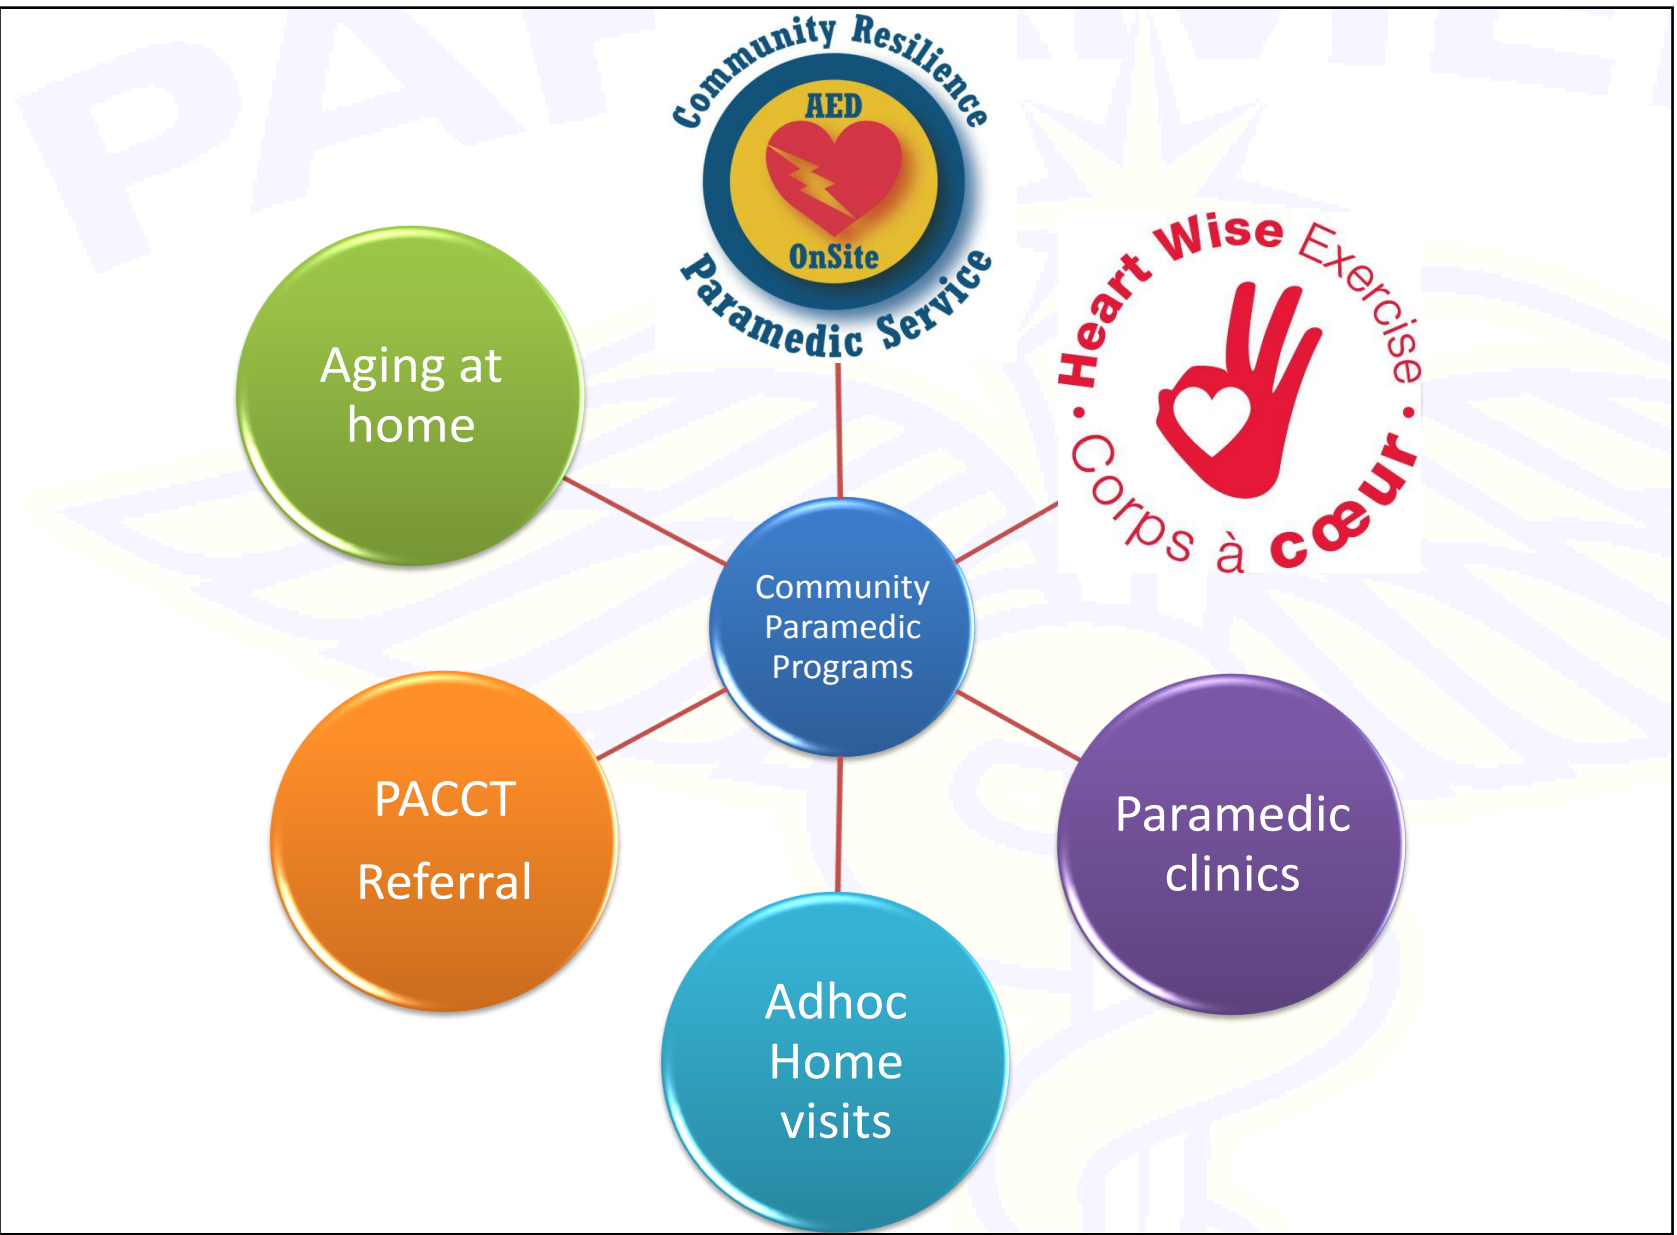 Community Resilience
AED
OnSite
Paramedic Service
Heart Wise Exercise
Corps à cœur
Aging at
home
Community
Paramedic
Programs
PACCT
Referral
Paramedic
clinics
Adhoc
Home
visits